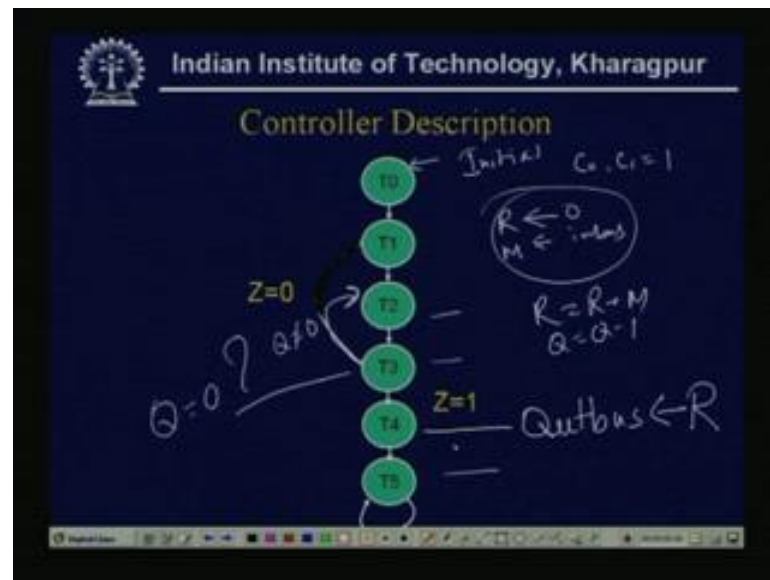 Indian Institute of Technology, Kharagpur
Controller Description
T0
Initial C0, C1 = 1
R ← 0
T1
M ← inbus
Z=0
T2
R = R+M
Q = Q-1
Q≠0
T3
Q=0 ?
T4
Z=1
Outbus ← R
T5